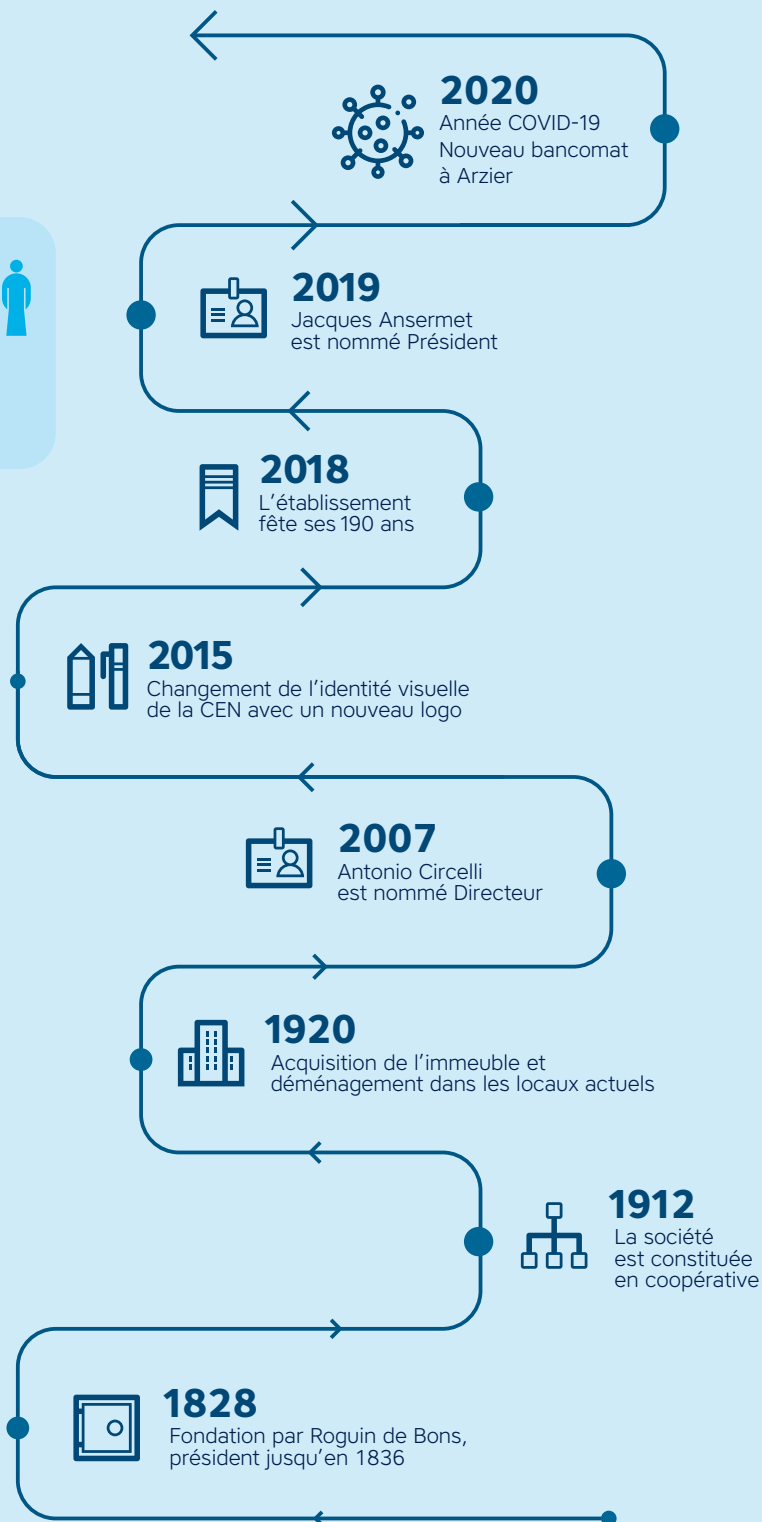 2020
Année COVID-19
Nouveau bancomat
à Arzier
2019
Jacques Ansermet
est nommé Président
2018
L'établissement
fête ses 190 ans
2015
Changement de l'identité visuelle
de la CEN avec un nouveau logo
2007
Antonio Circelli
est nommé Directeur
1920
Acquisition de l'immeuble et
déménagement dans les locaux actuels
1912
La société
est constituée
en coopérative
1828
Fondation par Roguin de Bons,
président jusqu'en 1836